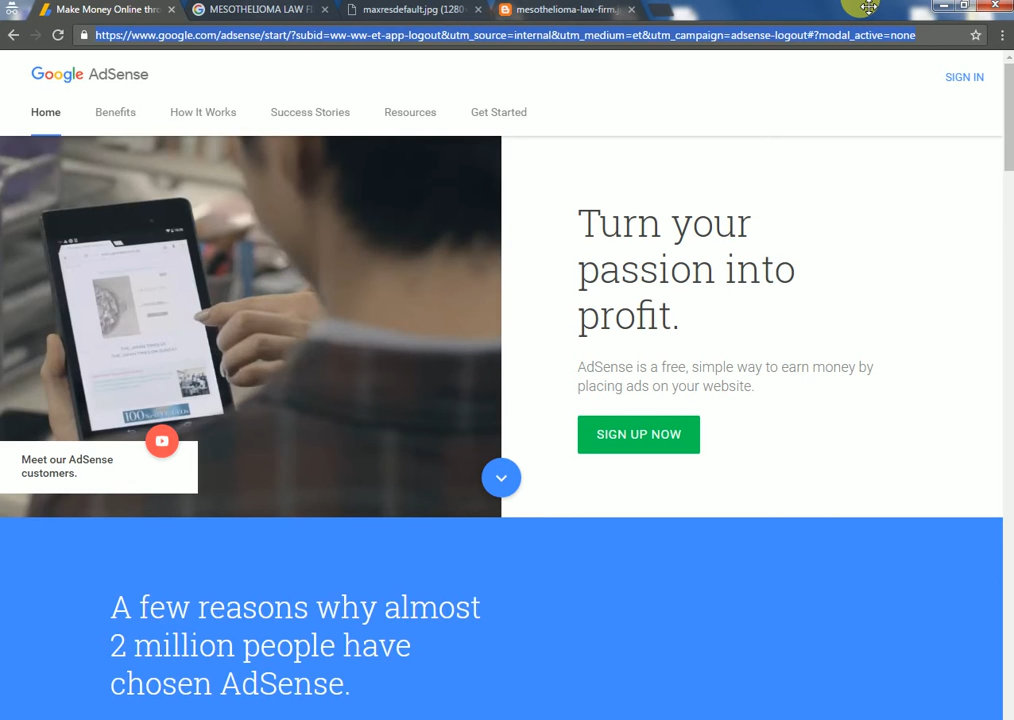 Make Money Online thr
MESOTHELIOMA LAW F
maxresdefault.jpg (1280
mesothelioma-law-firm.j
https://www.google.com/adsense/start/?subid=ww-ww-et-app-logout&utm_source=internal&utm_medium=et&utm_campaign=adsense-logout#?modal_active=none
Google AdSense
SIGN IN
Home
Benefits
How It Works
Success Stories
Resources
Get Started
Turn your
passion into
profit.
AdSense is a free, simple way to earn money by
placing ads on your website.
SIGN UP NOW
Meet our AdSense
customers.
A few reasons why almost
2 million people have
chosen AdSense.